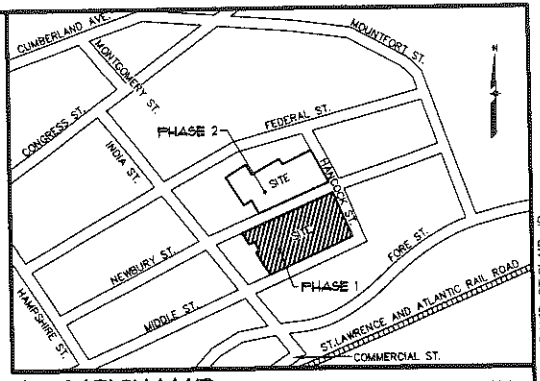 CUMBERLAND AVE.
MOUNTFORT ST.
MONTGOMERY ST.
CONGRESS ST.
FEDERAL ST.
PHASE 2
INDIA ST.
HANCOCK ST.
SITE
SITE
NEWBURY ST.
FORE ST.
PHASE 1
MIDDLE ST.
HAMPSHIRE ST.
ST.LAWRENCE AND ATLANTIC RAIL ROAD
COMMERCIAL ST.